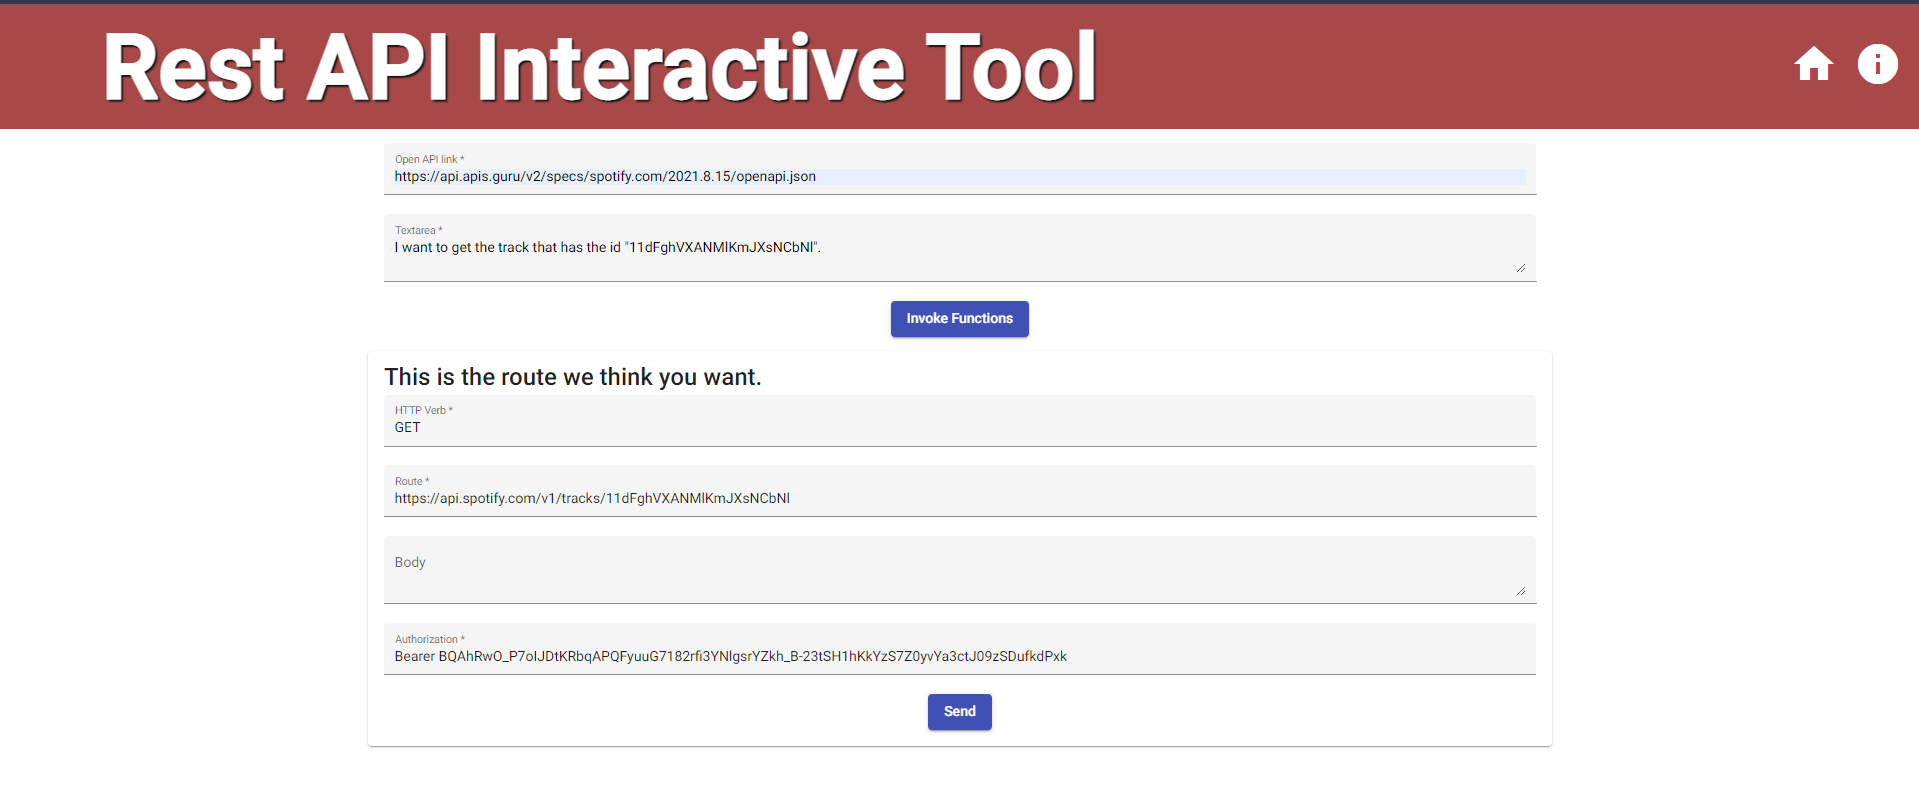 Rest API Interactive Tool
Open API link *
https://api.apis.guru/v2/specs/spotify.com/2021.8.15/openapi.json
Textarea *
I want to get the track that has the id "11dFghVXANMlKmJXsNCbNl".
Invoke Functions
This is the route we think you want.
HTTP Verb *
GET
Route *
https://api.spotify.com/v1/tracks/11dFghVXANMlKmJXsNCbNl
Body
Authorization *
Bearer BQAhRwO_P7oIJDtKRbqAPQFyuuG7182rfi3YNlgsrYZkh_B-23tSH1hKkYzS7Z0yvYa3ctJ09zSDufkdPxk
Send